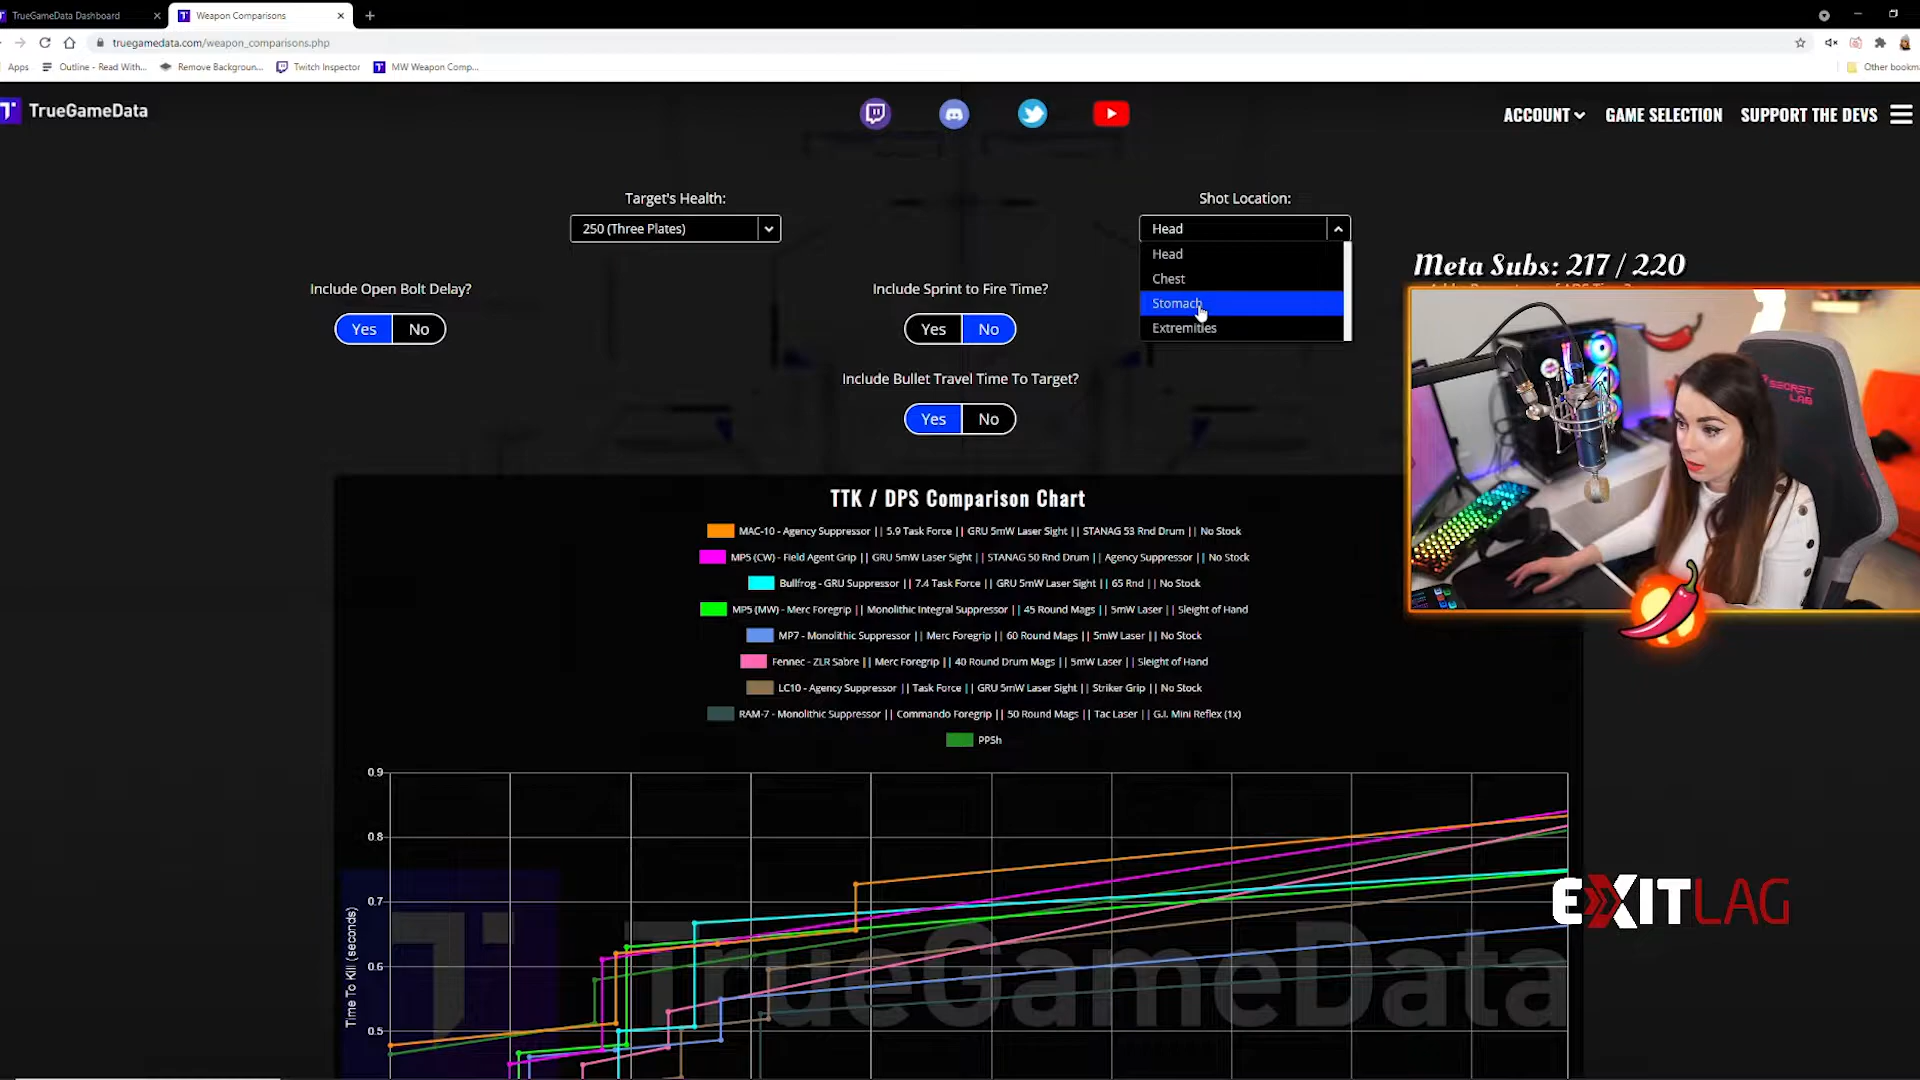 TrueGameData Dashboard
Weapon Comparisons
truegamedata.com/weapon_comparisons.php
Apps
Outline - Read With...
Remove Backgroun...
Twitch Inspector
MW Weapon Comp...
Other bookm
TrueGameData
ACCOUNT
GAME SELECTION
SUPPORT THE DEVS
Target's Health:
250 (Three Plates)
Shot Location:
Head
Head
Chest
Stomach
Extremities
Include Open Bolt Delay?
Yes No
Include Sprint to Fire Time?
Yes No
Include Bullet Travel Time To Target?
Yes No
Meta Subs: 217 / 220
SECRET
LAB
TTK / DPS Comparison Chart
MAC-10 - Agency Suppressor || 5.9 Task Force || GRU 5mW Laser Sight || STANAG 53 Rnd Drum || No Stock
MP5 (CW) - Field Agent Grip || GRU 5mW Laser Sight || STANAG 50 Rnd Drum || Agency Suppressor || No Stock
Bullfrog - GRU Suppressor || 7.4 Task Force || GRU 5mW Laser Sight || 65 Rnd || No Stock
MP5 (MW) - Merc Foregrip || Monolithic Integral Suppressor || 45 Round Mags || 5mW Laser || Sleight of Hand
MP7 - Monolithic Suppressor || Merc Foregrip || 60 Round Mags || 5mW Laser || No Stock
Fennec - ZLR Sabre || Merc Foregrip || 40 Round Drum Mags || 5mW Laser || Sleight of Hand
LC10 - Agency Suppressor || Task Force || GRU 5mW Laser Sight || Striker Grip || No Stock
RAM-7 - Monolithic Suppressor || Commando Foregrip || 50 Round Mags || Tac Laser || G.I. Mini Reflex (1x)
PPSh
0.9
0.8
0.7
0.6
0.5
Time To Kill (seconds)
TrueGameData
EXITLAG